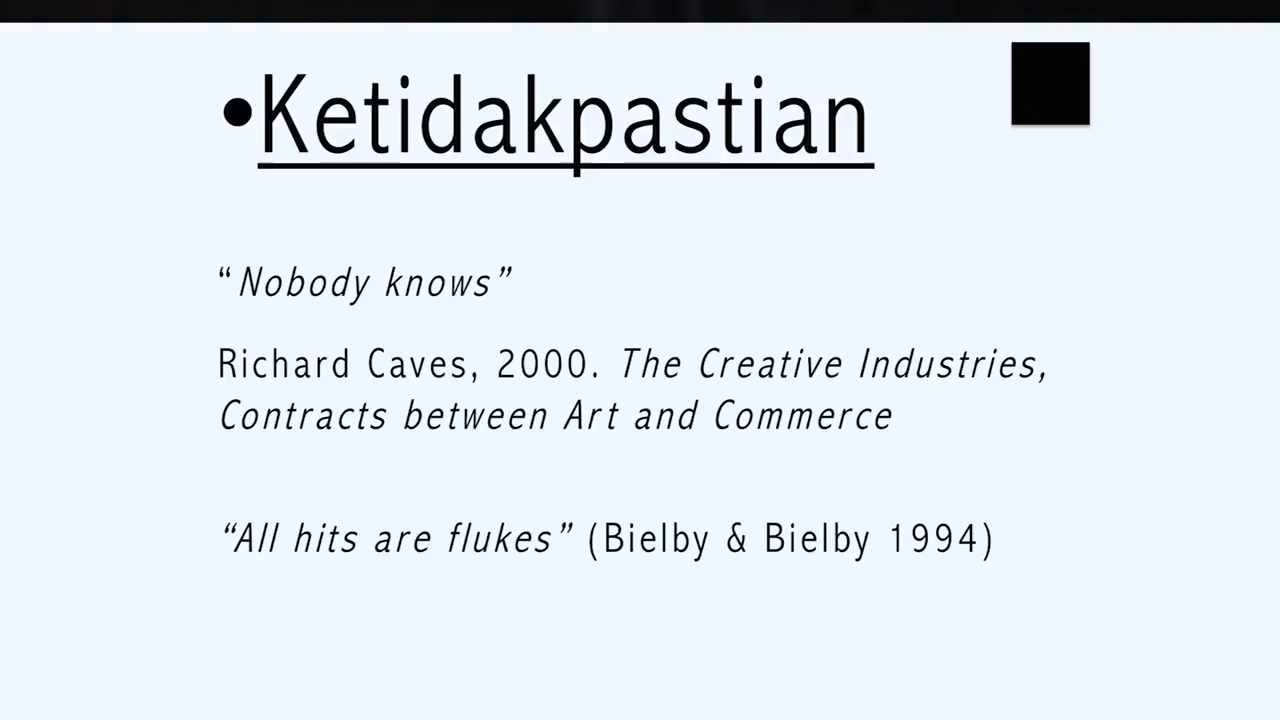 •Ketidakpastian
“Nobody knows”
Richard Caves, 2000. The Creative Industries,
Contracts between Art and Commerce
“All hits are flukes” (Bielby & Bielby 1994)